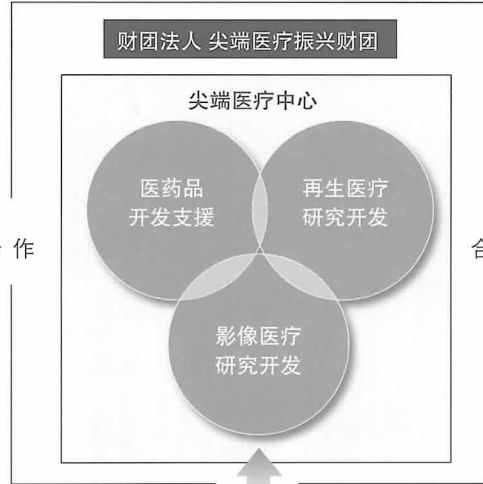 财团法人 尖端医疗振兴财团
尖端医疗中心
医药品
开发支援
再生医疗
研究开发
作
合
影像医疗
研究开发